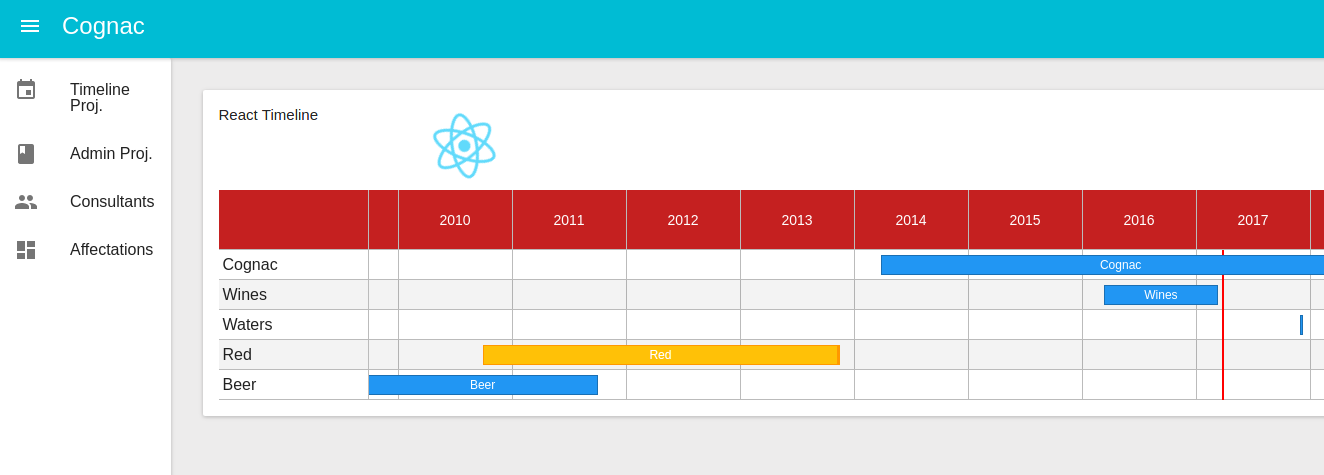 Cognac
Timeline
Proj.
Admin Proj.
Consultants
Affectations
React Timeline
2010 2011 2012 2013 2014 2015 2016 2017
Cognac Cognac
Wines Wines
Waters
Red Red
Beer Beer